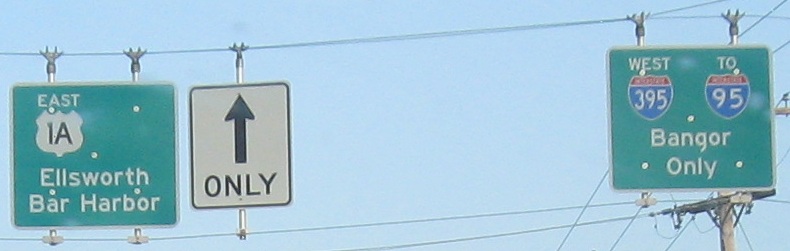 EAST
1A
Ellsworth
Bar Harbor
ONLY
WEST TO
INTERSTATE INTERSTATE
395 95
Bangor
Only